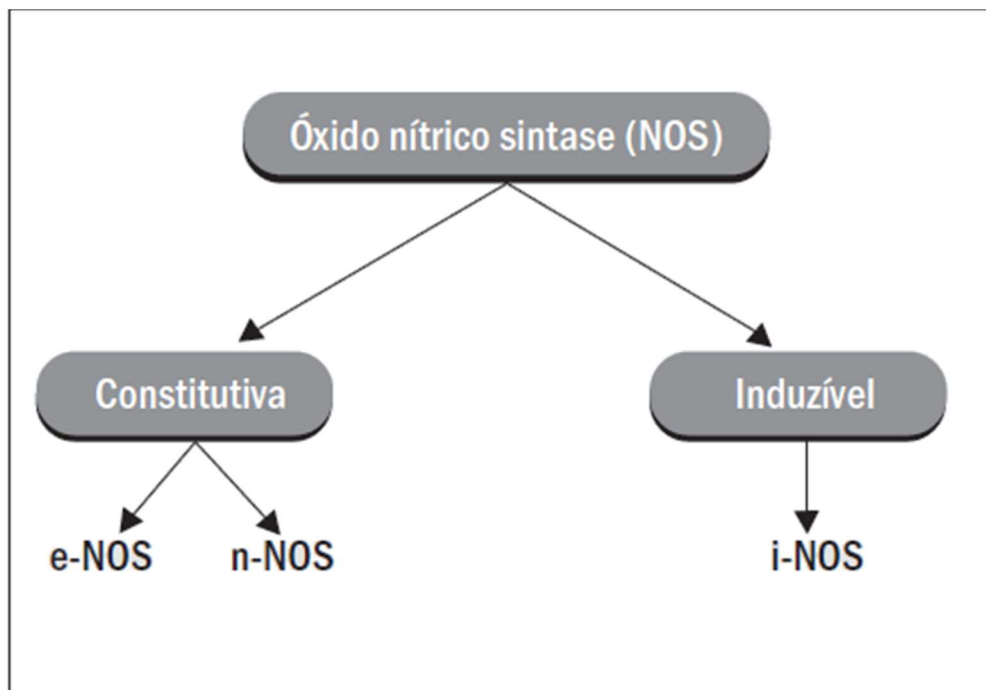 Óxido nítrico sintase (NOS)
Constitutiva
Induzível
e-NOS
n-NOS
i-NOS